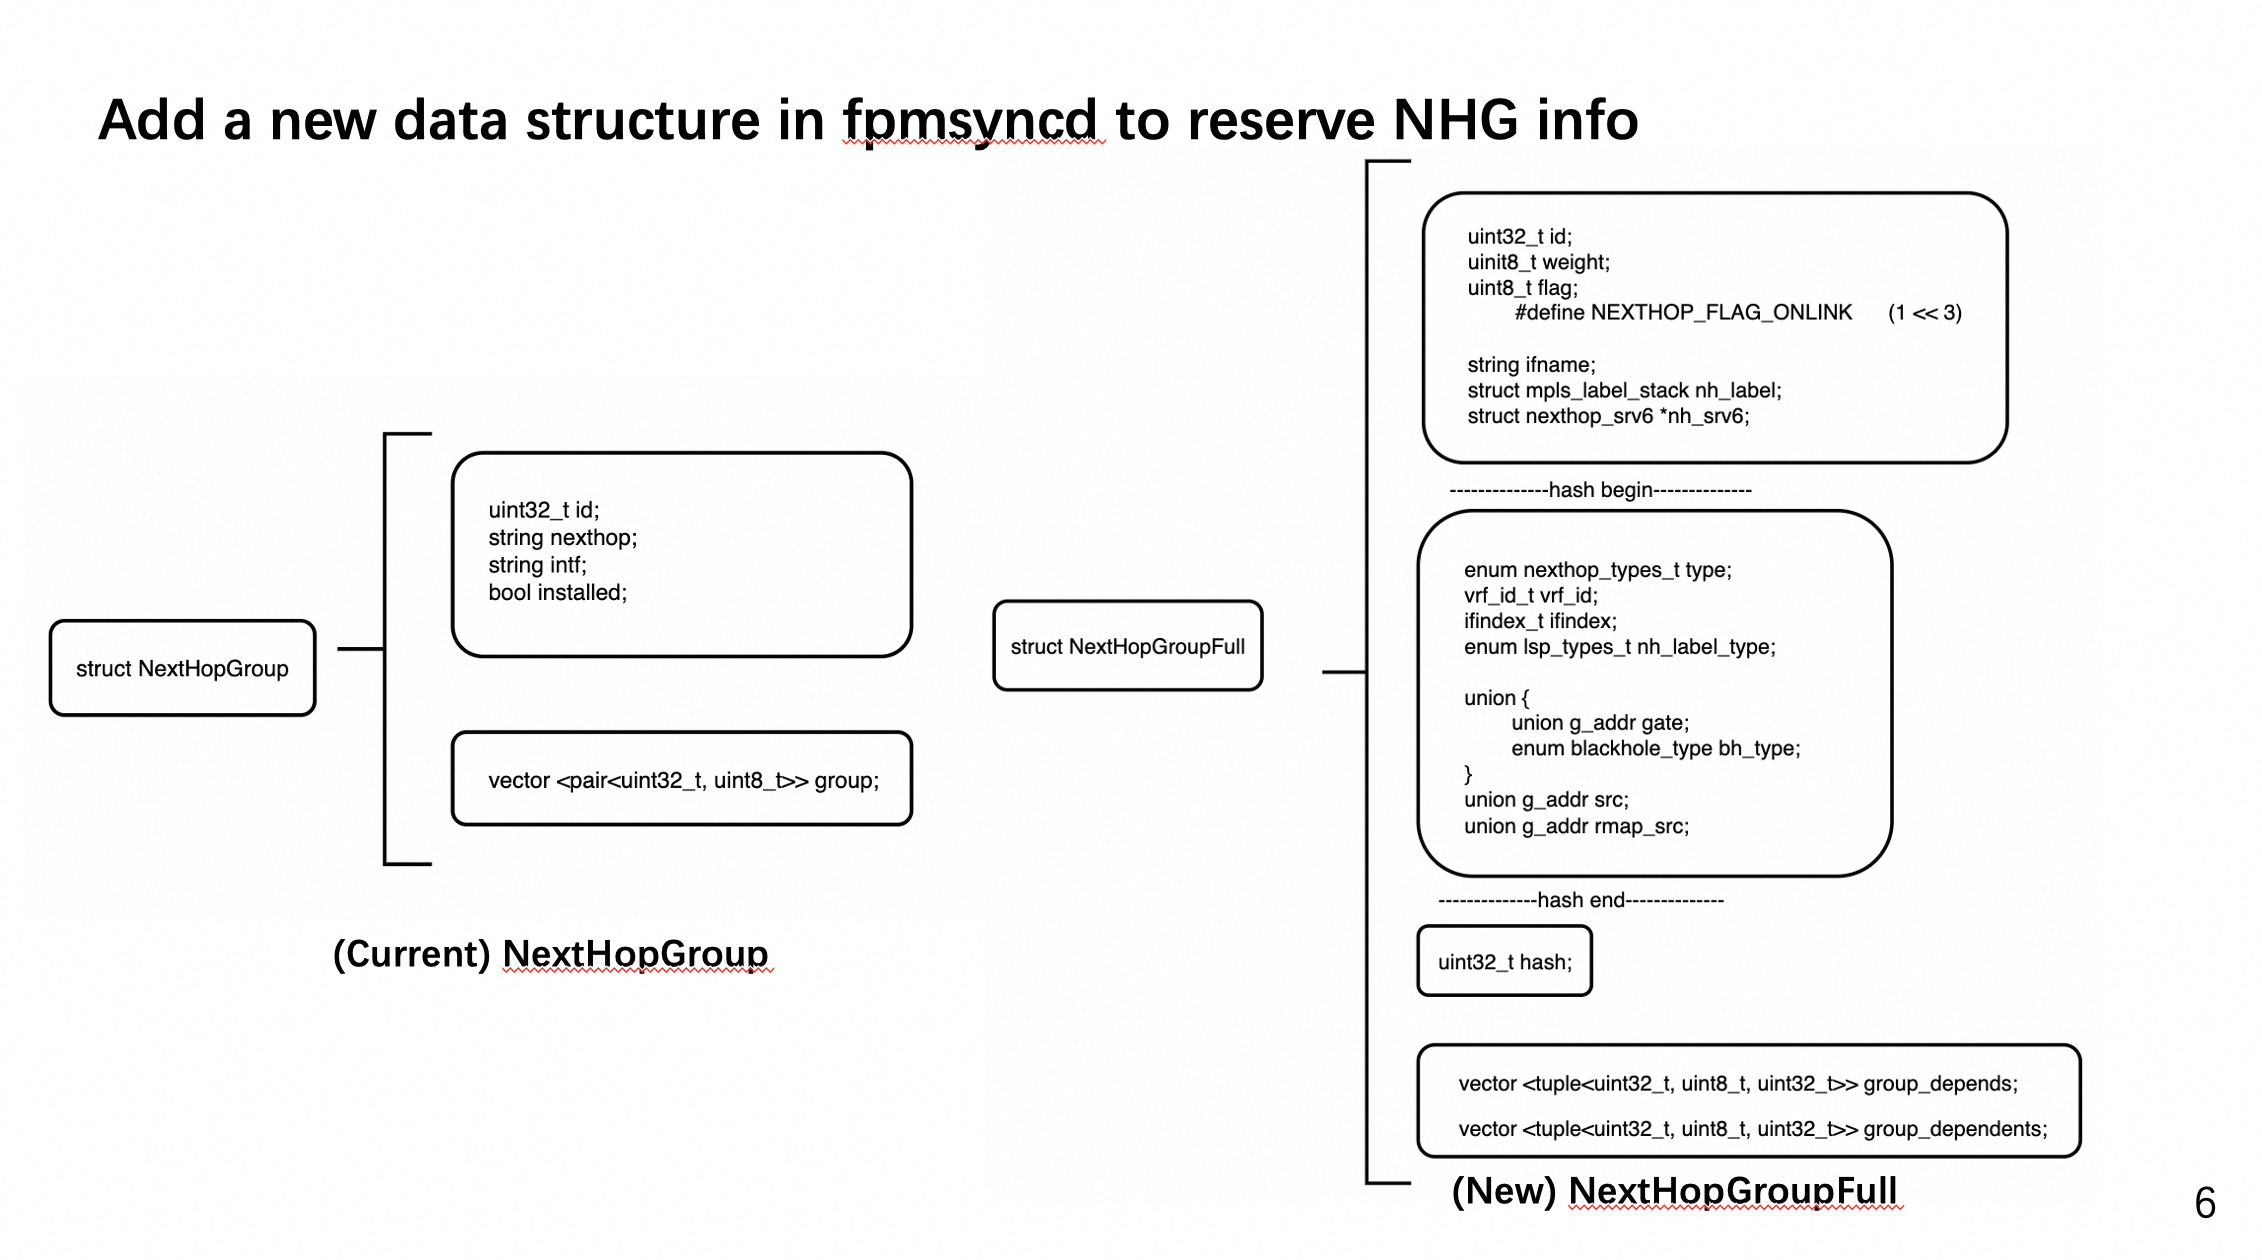 Add a new data structure in fpmsyncd to reserve NHG info
struct NextHopGroup
uint32_t id;
string nexthop;
string intf;
bool installed;
vector <pair<uint32_t, uint8_t>> group;
(Current) NextHopGroup
struct NextHopGroupFull
uint32_t id;
uinit8_t weight;
uint8_t flag;
#define NEXTHOP_FLAG_ONLINK (1 << 3)
string ifname;
struct mpls_label_stack nh_label;
struct nexthop_srv6 *nh_srv6;
--------------hash begin--------------
enum nexthop_types_t type;
vrf_id_t vrf_id;
ifindex_t ifindex;
enum lsp_types_t nh_label_type;
union {
union g_addr gate;
enum blackhole_type bh_type;
}
union g_addr src;
union g_addr rmap_src;
--------------hash end--------------
uint32_t hash;
vector <tuple<uint32_t, uint8_t, uint32_t>> group_depends;
vector <tuple<uint32_t, uint8_t, uint32_t>> group_dependents;
(New) NextHopGroupFull
6